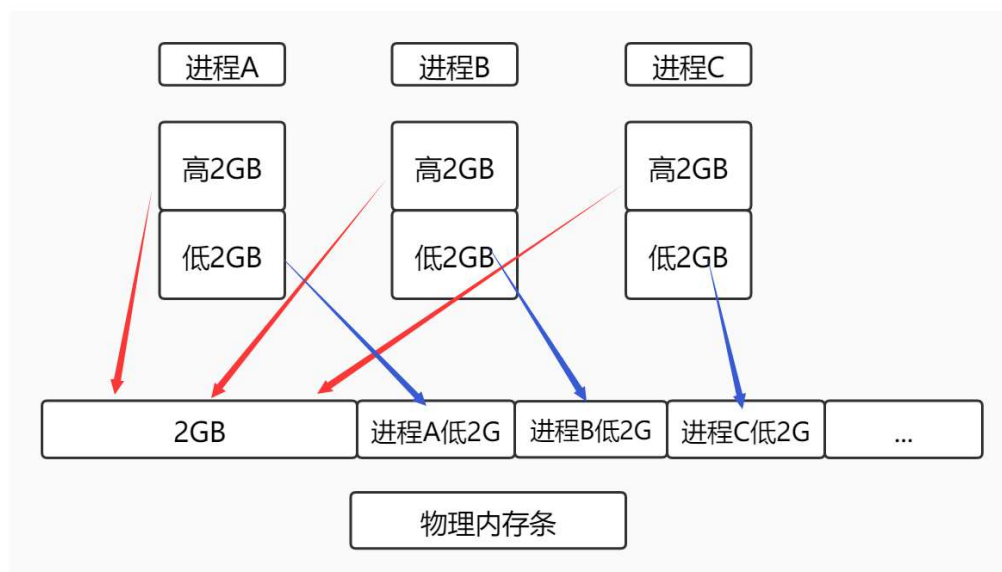 进程A
进程B
进程C
高2GB
高2GB
高2GB
低2GB
低2GB
低2GB
2GB
进程A低2G
进程B低2G
进程C低2G
...
物理内存条